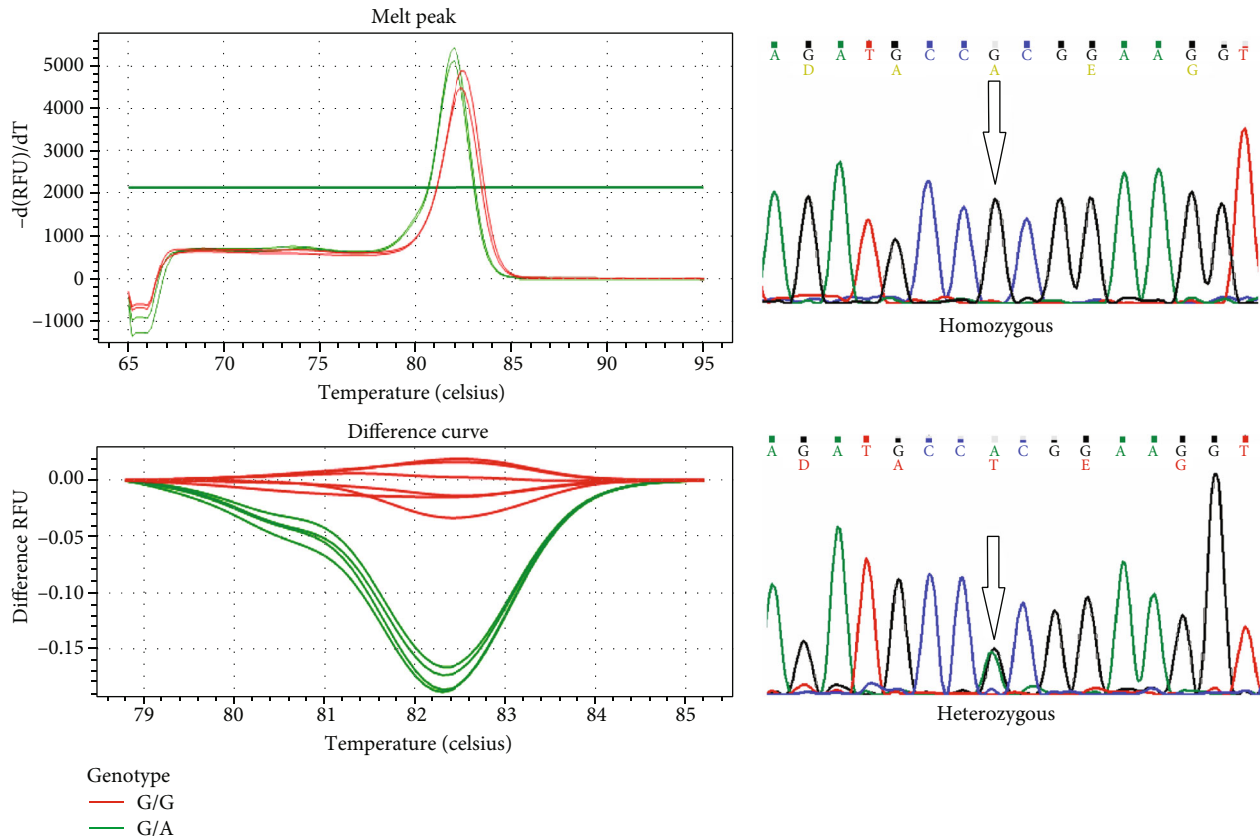 Melt peak
–d(RFU)/dT
5000
4000
3000
2000
1000
0
–1000
65 70 75 80 85 90 95
Temperature (celsius)
A G A T G C C G C G G A A G G T
D A A E G
Homozygous
Difference curve
Difference RFU
0.00
–0.05
–0.10
–0.15
79 80 81 82 83 84 85
Temperature (celsius)
A G A T G C C A C G G A A G G T
D A T E G
Heterozygous
Genotype
G/G
G/A